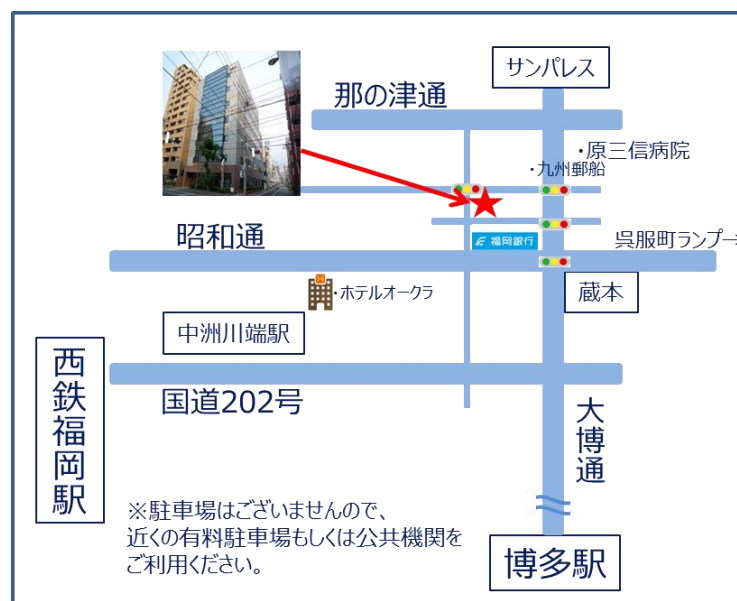 サンパレス
那の津通
・原三信病院
・九州郵船
昭和通
福岡銀行
呉服町ランプ→
・ホテルオークラ
蔵本
中洲川端駅
西鉄福岡駅
国道202号
大博通
※駐車場はございませんので、
近くの有料駐車場もしくは公共機関を
ご利用ください。
博多駅